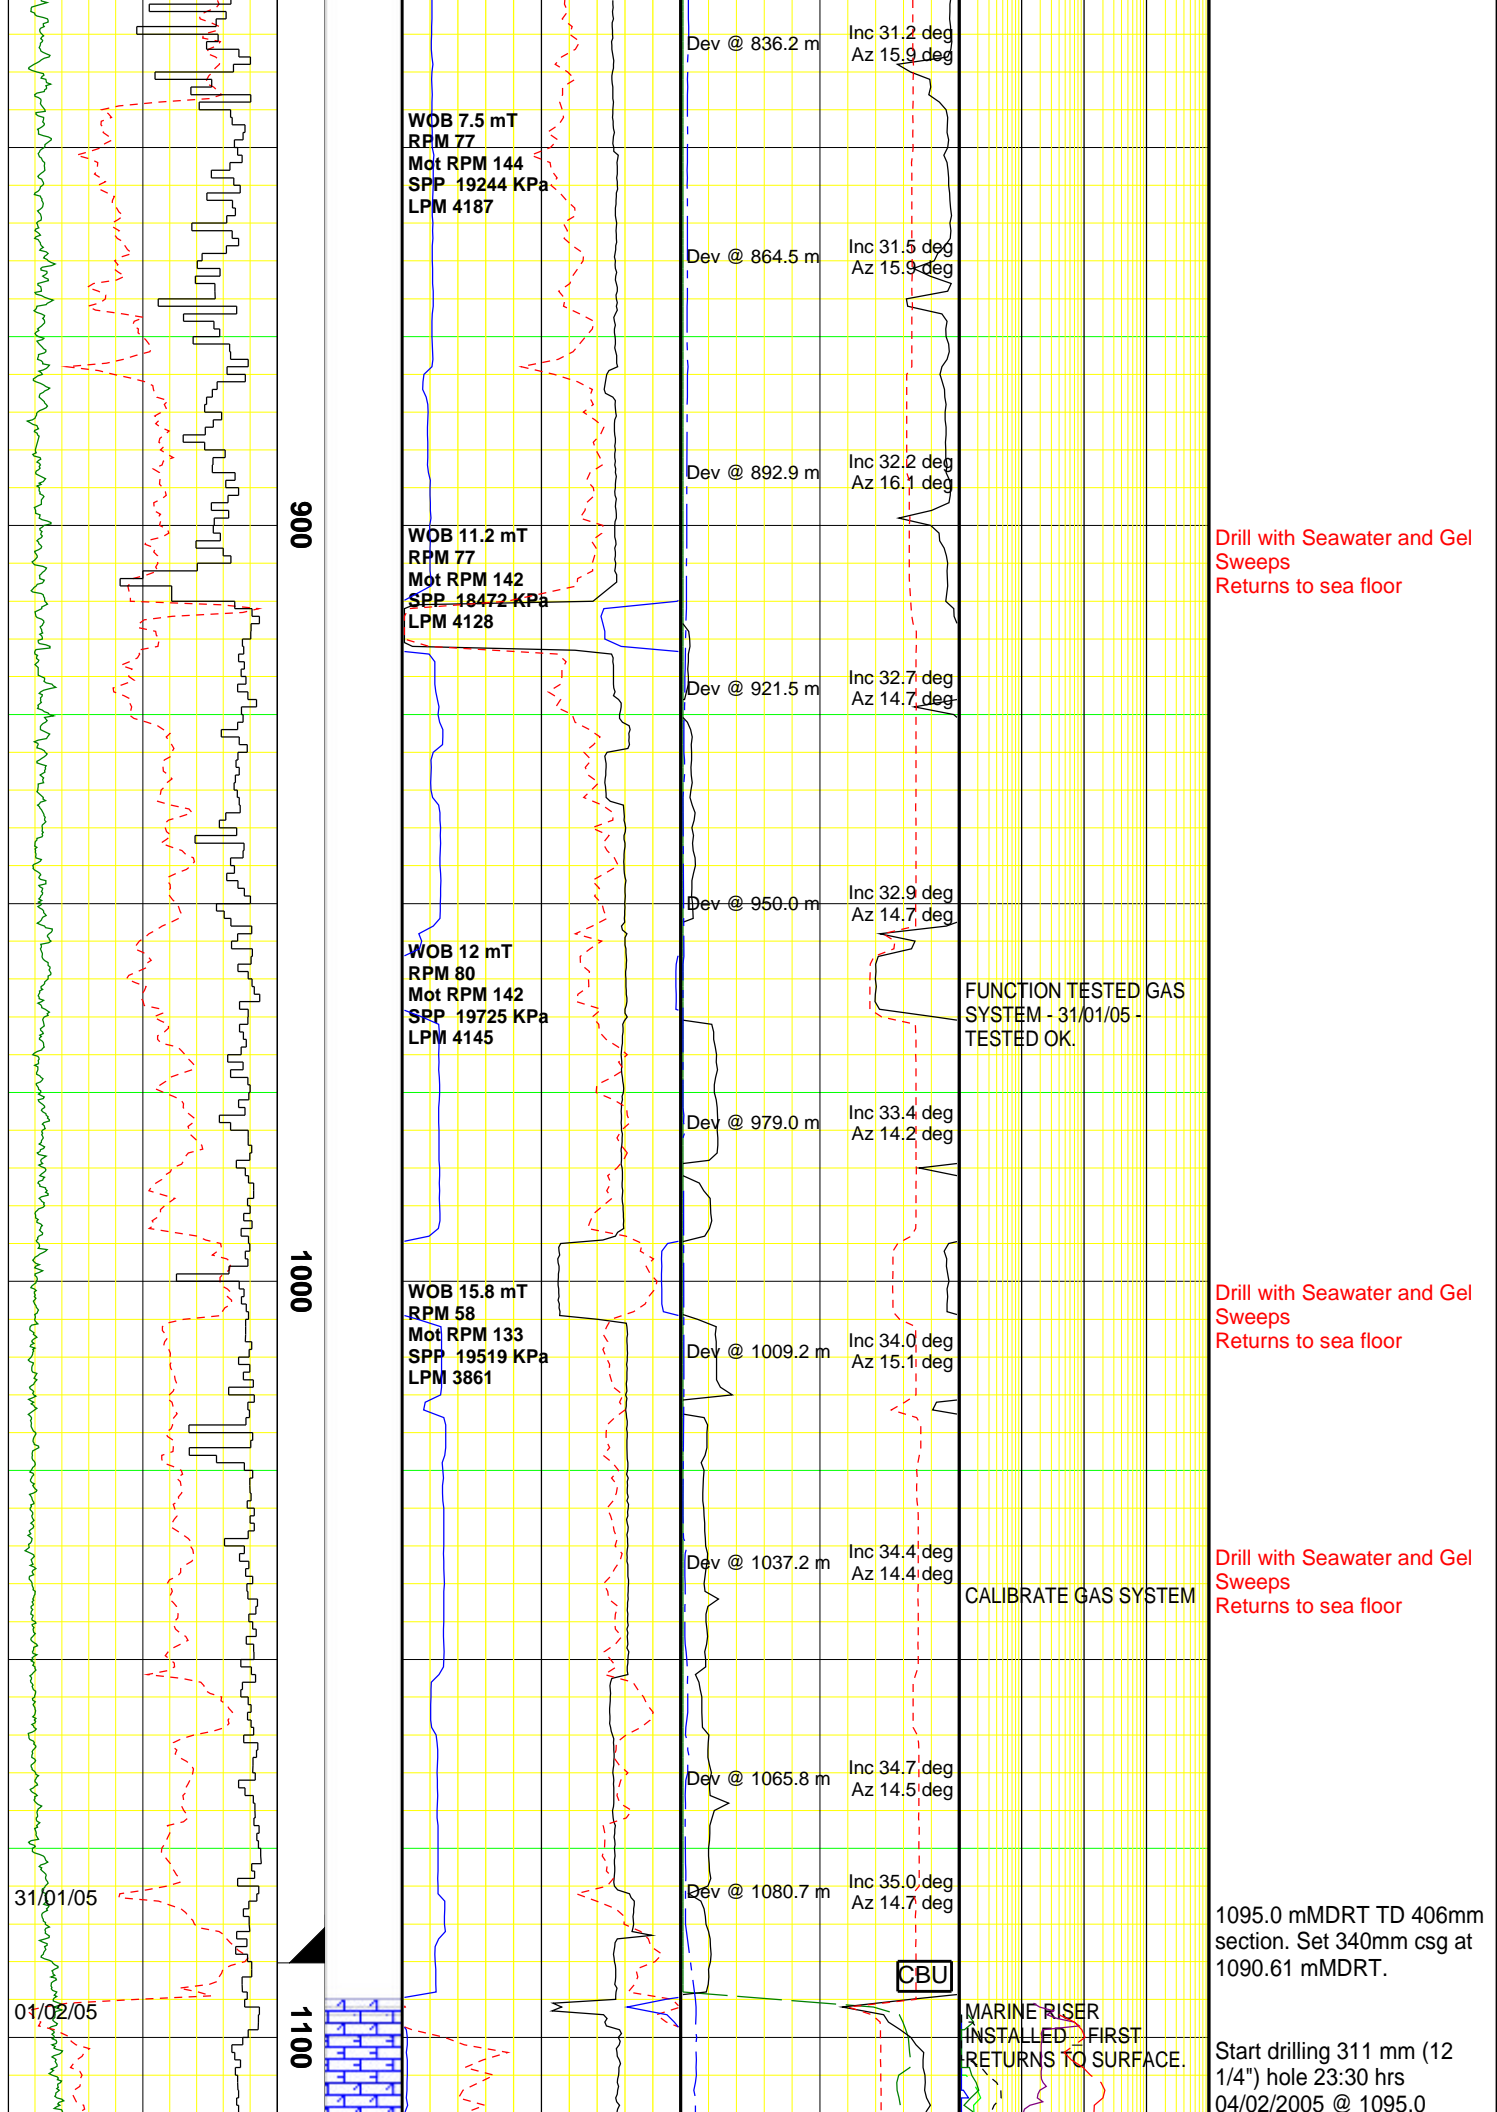 Dev @ 836.2 m
Inc 31.2 deg
Az 15.9 deg
WOB 7.5 mT
RPM 77
Mot RPM 144
SPP 19244 KPa
LPM 4187
Dev @ 864.5 m
Inc 31.5 deg
Az 15.9 deg
Dev @ 892.9 m
Inc 32.2 deg
Az 16.1 deg
900
WOB 11.2 mT
RPM 77
Mot RPM 142
SPP 18472 KPa
LPM 4128
Drill with Seawater and Gel
Sweeps
Returns to sea floor
Dev @ 921.5 m
Inc 32.7 deg
Az 14.7 deg
Dev @ 950.0 m
Inc 32.9 deg
Az 14.7 deg
WOB 12 mT
RPM 80
Mot RPM 142
SPP 19725 KPa
LPM 4145
FUNCTION TESTED GAS
SYSTEM - 31/01/05 -
TESTED OK.
Dev @ 979.0 m
Inc 33.4 deg
Az 14.2 deg
1000
WOB 15.8 mT
RPM 58
Mot RPM 133
SPP 19519 KPa
LPM 3861
Drill with Seawater and Gel
Sweeps
Returns to sea floor
Dev @ 1009.2 m
Inc 34.0 deg
Az 15.1 deg
Dev @ 1037.2 m
Inc 34.4 deg
Az 14.4 deg
CALIBRATE GAS SYSTEM
Drill with Seawater and Gel
Sweeps
Returns to sea floor
Dev @ 1065.8 m
Inc 34.7 deg
Az 14.5 deg
31/01/05
Dev @ 1080.7 m
Inc 35.0 deg
Az 14.7 deg
1095.0 mMDRT TD 406mm
section. Set 340mm csg at
1090.61 mMDRT.
CBU
01/02/05
1100
MARINE RISER
INSTALLED - FIRST
RETURNS TO SURFACE.
Start drilling 311 mm (12
1/4") hole 23:30 hrs
04/02/2005 @ 1095.0